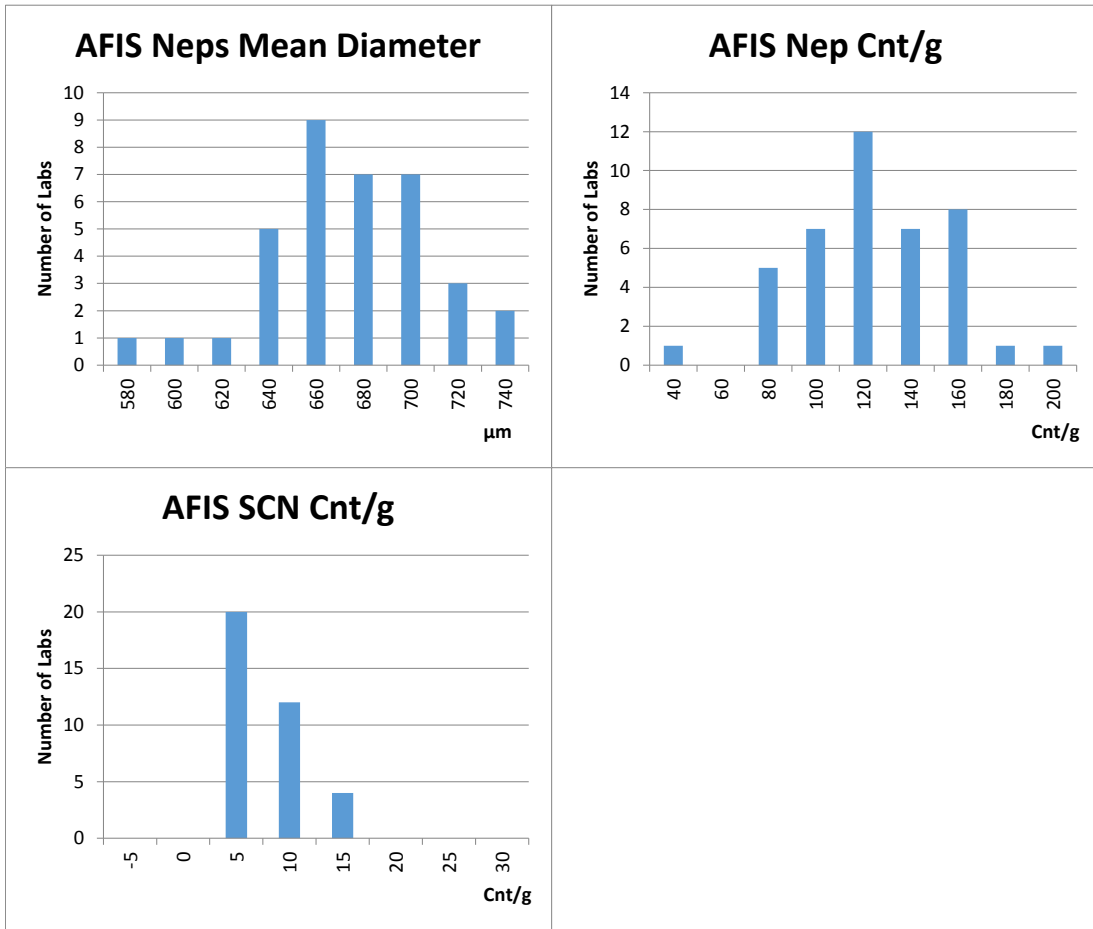 AFIS Neps Mean Diameter
Number of Labs
10
9
8
7
6
5
4
3
2
1
0
580 600 620 640 660 680 700 720 740
µm
AFIS Nep Cnt/g
Number of Labs
14
12
10
8
6
4
2
0
40 60 80 100 120 140 160 180 200
Cnt/g
AFIS SCN Cnt/g
Number of Labs
25
20
15
10
5
0
-5 0 5 10 15 20 25 30
Cnt/g